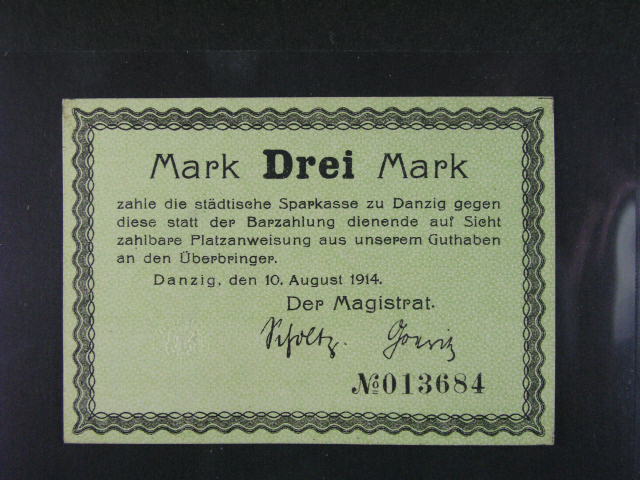 Mark Drei Mark
zahle die städtische Sparkasse zu Danzig gegen
diese statt der Barzahlung dienende auf Sicht
zahlbare Platzanweisung aus unserem Guthaben
an den Überbringer.
Danzig, den 10. August 1914.
Der Magistrat.
Scholtz.
№013684